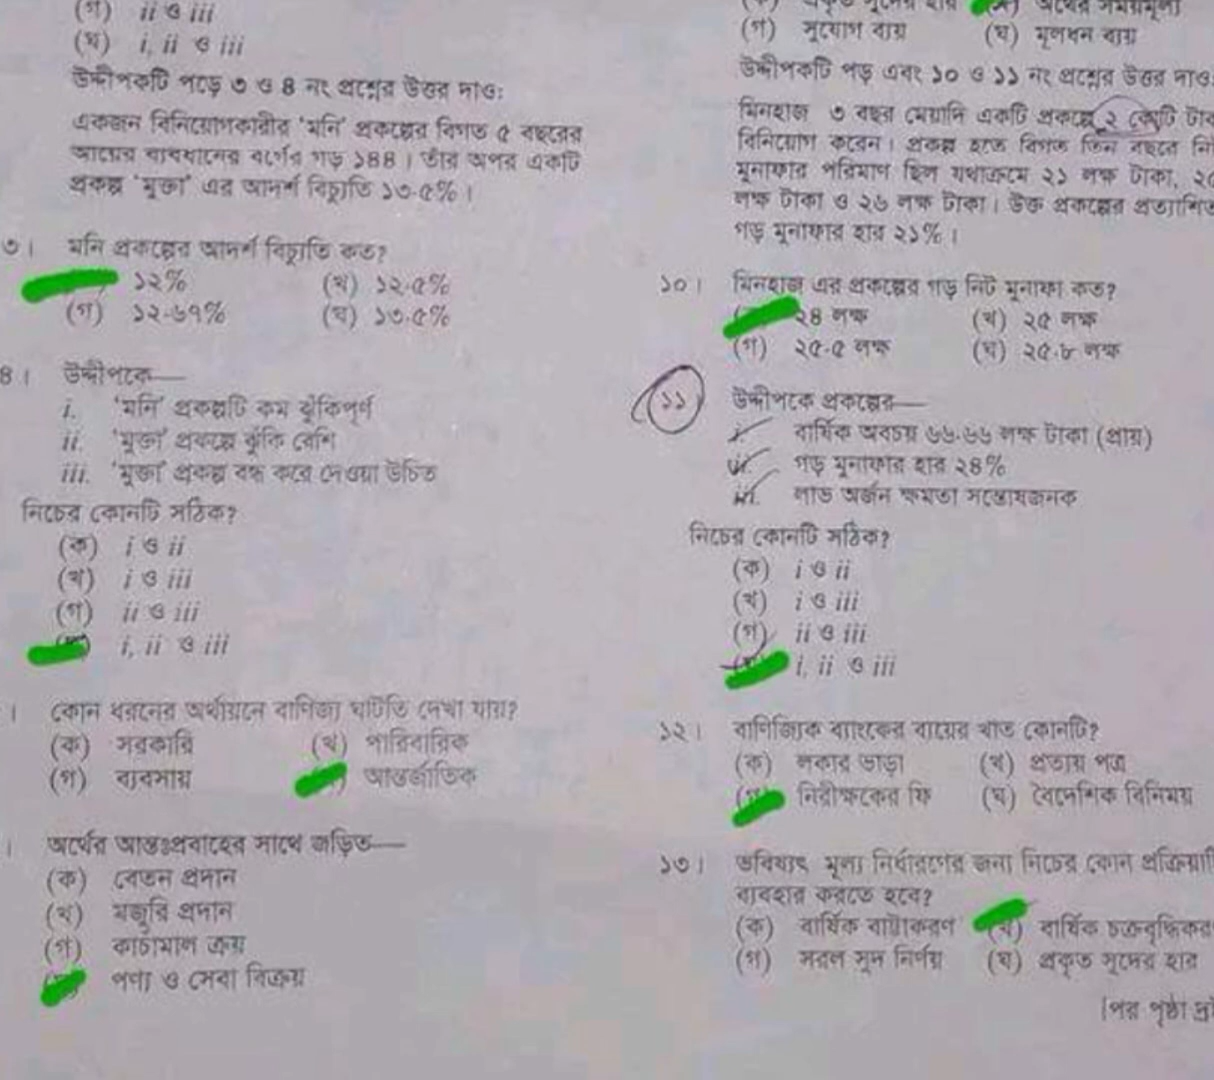 (গ) ii ও iii
(ঘ) i, ii ও iii
উদ্দীপকটি পড়ে ৩ ও ৪ নং প্রশ্নের উত্তর দাও:
একজন বিনিয়োগকারীর ‘মনি’ প্রকল্পের বিগত ৫ বছরের
আয়ের ব্যবধানের বর্গের গড় ১৪৪। তাঁর অপর একটি
প্রকল্প ‘মুক্তা’ এর আদর্শ বিচ্যুতি ১৩.৫%।
৩। মনি প্রকল্পের আদর্শ বিচ্যুতি কত?
১২% (খ) ১২.৫%
(গ) ১২.৬৭% (ঘ) ১৩.৫%
৪। উদ্দীপকে—
i. ‘মনি’ প্রকল্পটি কম ঝুঁকিপূর্ণ
ii. ‘মুক্তা’ প্রকল্পে ঝুঁকি বেশি
iii. ‘মুক্তা’ প্রকল্প বন্ধ করে দেওয়া উচিত
নিচের কোনটি সঠিক?
(ক) i ও ii
(খ) i ও iii
(গ) ii ও iii
i, ii ও iii
। কোন ধরনের অর্থায়নে বাণিজ্য ঘাটতি দেখা যায়?
(ক) সরকারি (খ) পারিবারিক
(গ) ব্যবসায় আন্তর্জাতিক
। অর্থের আন্তঃপ্রবাহের সাথে জড়িত—
(ক) বেতন প্রদান
(খ) মজুরি প্রদান
(গ) কাঁচামাল ক্রয়
পণ্য ও সেবা বিক্রয়
অর্থের সময়মূল্য
(গ) সুযোগ ব্যয় (ঘ) মূলধন ব্যয়
উদ্দীপকটি পড় এবং ১০ ও ১১ নং প্রশ্নের উত্তর দাও:
মিনহাজ ৩ বছর মেয়াদি একটি প্রকল্পে ২ কোটি টাক
বিনিয়োগ করেন। প্রকল্প হতে বিগত তিন বছরে নি
মুনাফার পরিমাণ ছিল যথাক্রমে ২১ লক্ষ টাকা, ২৫
লক্ষ টাকা ও ২৬ লক্ষ টাকা। উক্ত প্রকল্পের প্রত্যাশিত
গড় মুনাফার হার ২১%।
১০। মিনহাজ এর প্রকল্পের গড় নিট মুনাফা কত?
২৪ লক্ষ (খ) ২৫ লক্ষ
(গ) ২৫.৫ লক্ষ (ঘ) ২৫.৮ লক্ষ
১১ উদ্দীপকে প্রকল্পের—
i. বার্ষিক অবচয় ৬৬.৬৬ লক্ষ টাকা (প্রায়)
ii. গড় মুনাফার হার ২৪%
iii. লাভ অর্জন ক্ষমতা সন্তোষজনক
নিচের কোনটি সঠিক?
(ক) i ও ii
(খ) i ও iii
(গ) ii ও iii
i, ii ও iii
১২। বাণিজ্যিক ব্যাংকের ব্যয়ের খাত কোনটি?
(ক) লকার ভাড়া (খ) প্রত্যয় পত্র
(গ) নিরীক্ষকের ফি (ঘ) বৈদেশিক বিনিময়
১৩। ভবিষ্যৎ মূল্য নির্ধারণের জন্য নিচের কোন প্রক্রিয়াটি
ব্যবহার করতে হবে?
(ক) বার্ষিক বাট্টাকরণ (খ) বার্ষিক চক্রবৃদ্ধিকর
(গ) সরল সুদ নির্ণয় (ঘ) প্রকৃত সুদের হার
[পর পৃষ্ঠা দ্র